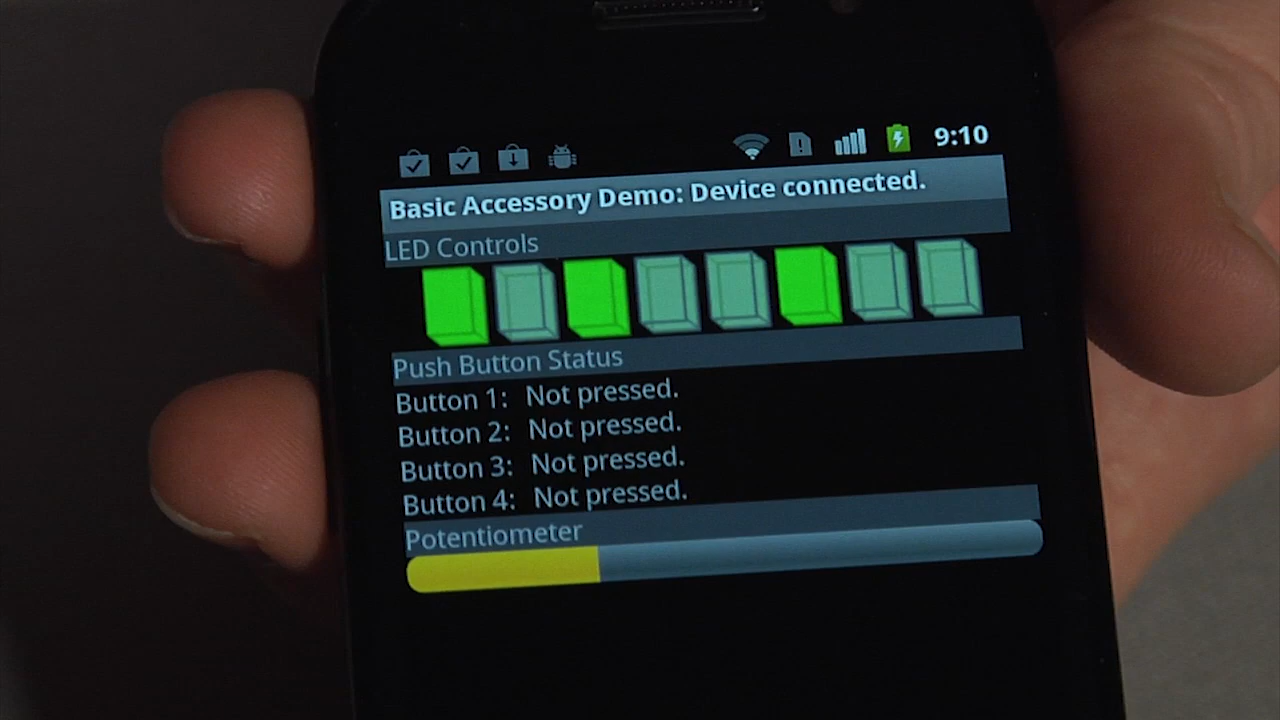 9:10
Basic Accessory Demo: Device connected.
LED Controls
Push Button Status
Button 1: Not pressed.
Button 2: Not pressed.
Button 3: Not pressed.
Button 4: Not pressed.
Potentiometer